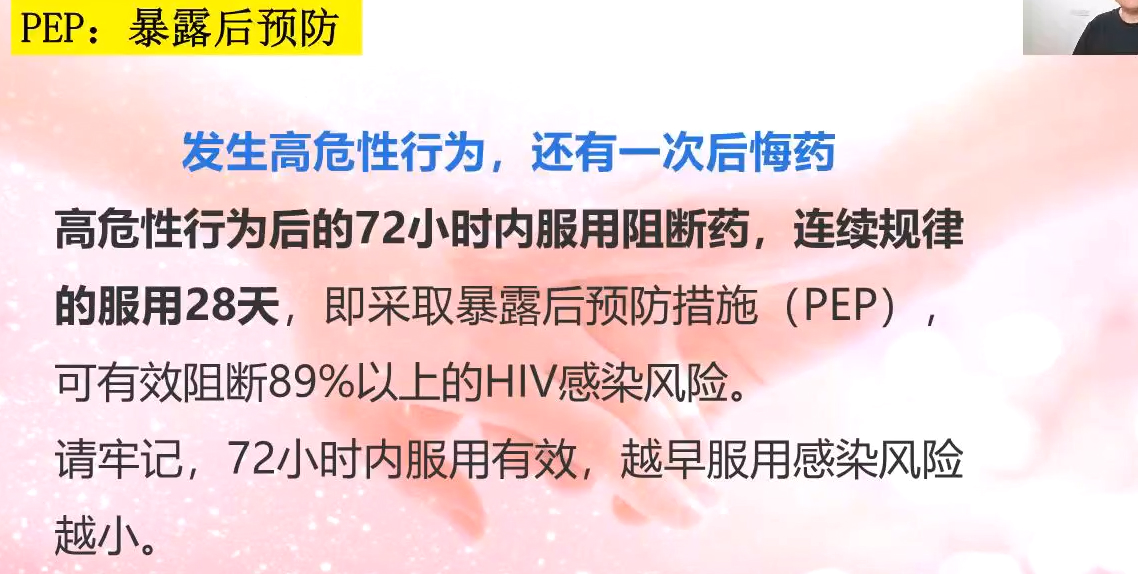 PEP：暴露后预防
发生高危性行为，还有一次后悔药
高危性行为后的72小时内服用阻断药，连续规律
的服用28天，即采取暴露后预防措施（PEP），
可有效阻断89%以上的HIV感染风险。
请牢记，72小时内服用有效，越早服用感染风险
越小。